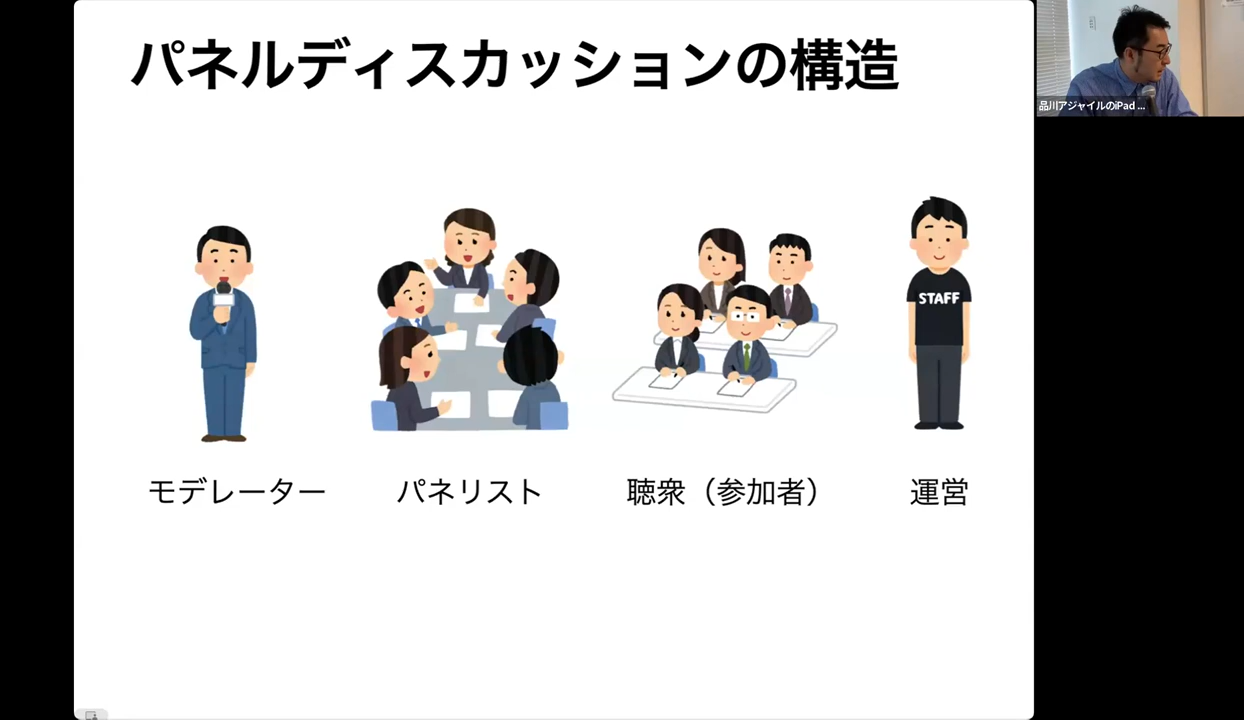 パネルディスカッションの構造
品川アジャイルのiPad ...
STAFF
モデレーター
パネリスト
聴衆（参加者）
運営